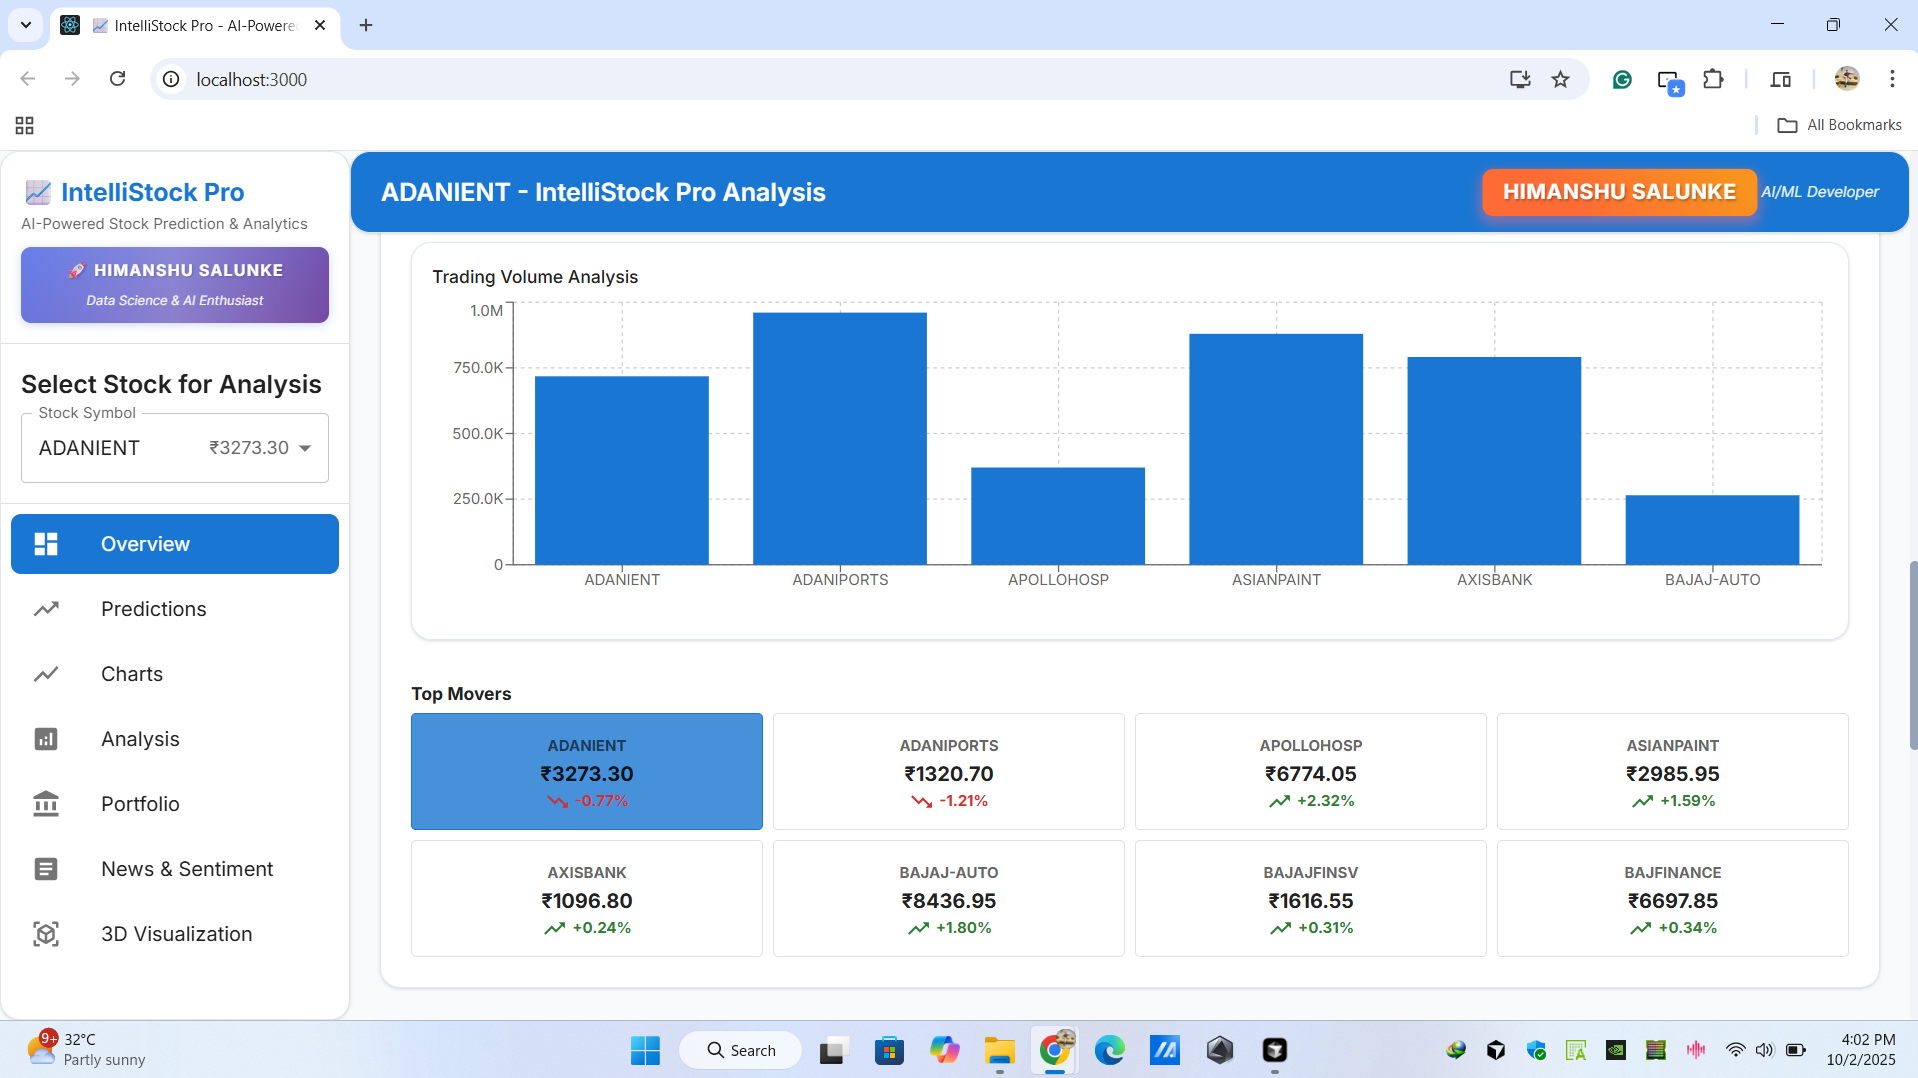 IntelliStock Pro - AI-Powere
localhost:3000
All Bookmarks
IntelliStock Pro
AI-Powered Stock Prediction & Analytics
🚀 HIMANSHU SALUNKE
Data Science & AI Enthusiast
Select Stock for Analysis
Stock Symbol
ADANIENT ₹3273.30
Overview
Predictions
Charts
Analysis
Portfolio
News & Sentiment
3D Visualization
ADANIENT - IntelliStock Pro Analysis
HIMANSHU SALUNKE AI/ML Developer
Trading Volume Analysis
1.0M
750.0K
500.0K
250.0K
0
ADANIENT ADANIPORTS APOLLOHOSP ASIANPAINT AXISBANK BAJAJ-AUTO
Top Movers
ADANIENT
₹3273.30
-0.77%
ADANIPORTS
₹1320.70
-1.21%
APOLLOHOSP
₹6774.05
+2.32%
ASIANPAINT
₹2985.95
+1.59%
AXISBANK
₹1096.80
+0.24%
BAJAJ-AUTO
₹8436.95
+1.80%
BAJAJFINSV
₹1616.55
+0.31%
BAJFINANCE
₹6697.85
+0.34%
9+
32°C
Partly sunny
Search
4:02 PM
10/2/2025